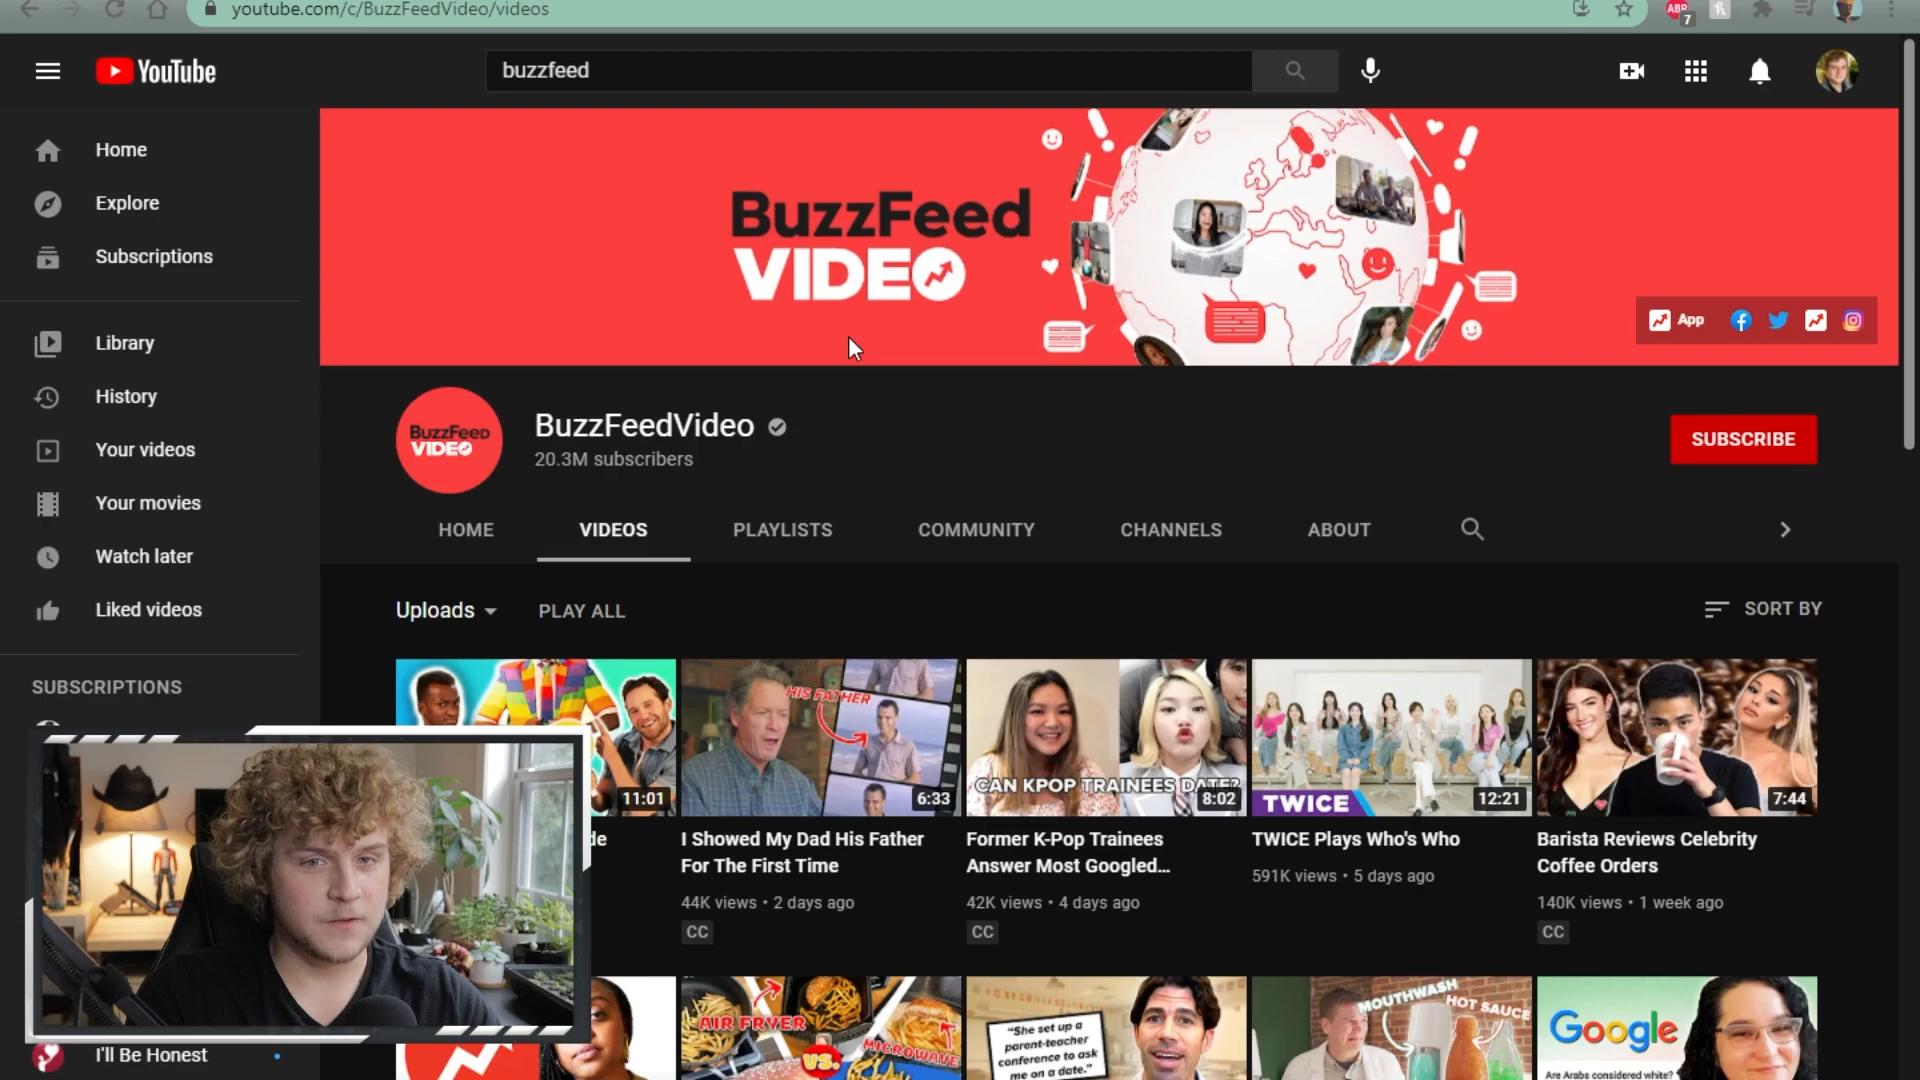 youtube.com/c/BuzzFeedVideo/videos
ABP
7
YouTube
buzzfeed
Home
Explore
Subscriptions
Library
History
Your videos
Your movies
Watch later
Liked videos
SUBSCRIPTIONS
I'll Be Honest
BuzzFeed
VIDEO
App
BuzzFeed
VIDEO
BuzzFeedVideo
20.3M subscribers
SUBSCRIBE
HOME
VIDEOS
PLAYLISTS
COMMUNITY
CHANNELS
ABOUT
Uploads
PLAY ALL
SORT BY
11:01
de
HIS FATHER
6:33
I Showed My Dad His Father
For The First Time
44K views • 2 days ago
CC
CAN KPOP TRAINEES DATE?
8:02
Former K-Pop Trainees
Answer Most Googled...
42K views • 4 days ago
CC
TWICE
12:21
TWICE Plays Who's Who
591K views • 5 days ago
7:44
Barista Reviews Celebrity
Coffee Orders
140K views • 1 week ago
CC
AIR FRYER
VS.
MICROWAVE
"She set up a
parent-teacher
conference to ask
me on a date."
MOUTHWASH
HOT SAUCE
Google
Are Arabs considered white?